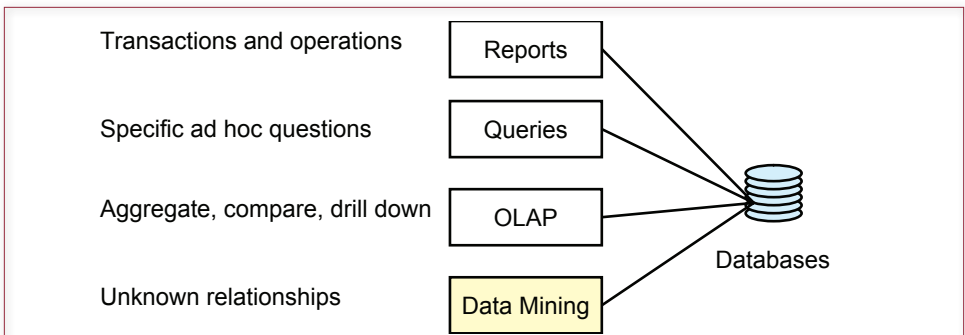 Transactions and operations
Reports
Specific ad hoc questions
Queries
Aggregate, compare, drill down
OLAP
Databases
Unknown relationships
Data Mining